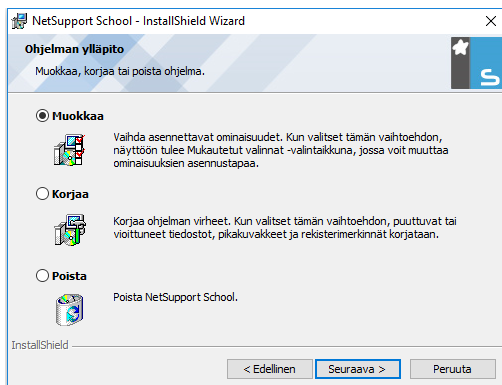 NetSupport School - InstallShield Wizard
Ohjelman ylläpito
Muokkaa, korjaa tai poista ohjelma.
S
Muokkaa
Vaihda asennettavat ominaisuudet. Kun valitset tämän vaihtoehdon,
näyttöön tulee Mukautetut valinnat -valintaikkuna, jossa voit muuttaa
ominaisuuksien asennustapaa.
Korjaa
Korjaa ohjelman virheet. Kun valitset tämän vaihtoehdon, puuttuvat tai
vioittuneet tiedostot, pikakuvakkeet ja rekisterimerkinnät korjataan.
Poista
Poista NetSupport School.
InstallShield
< Edellinen Seuraava > Peruuta